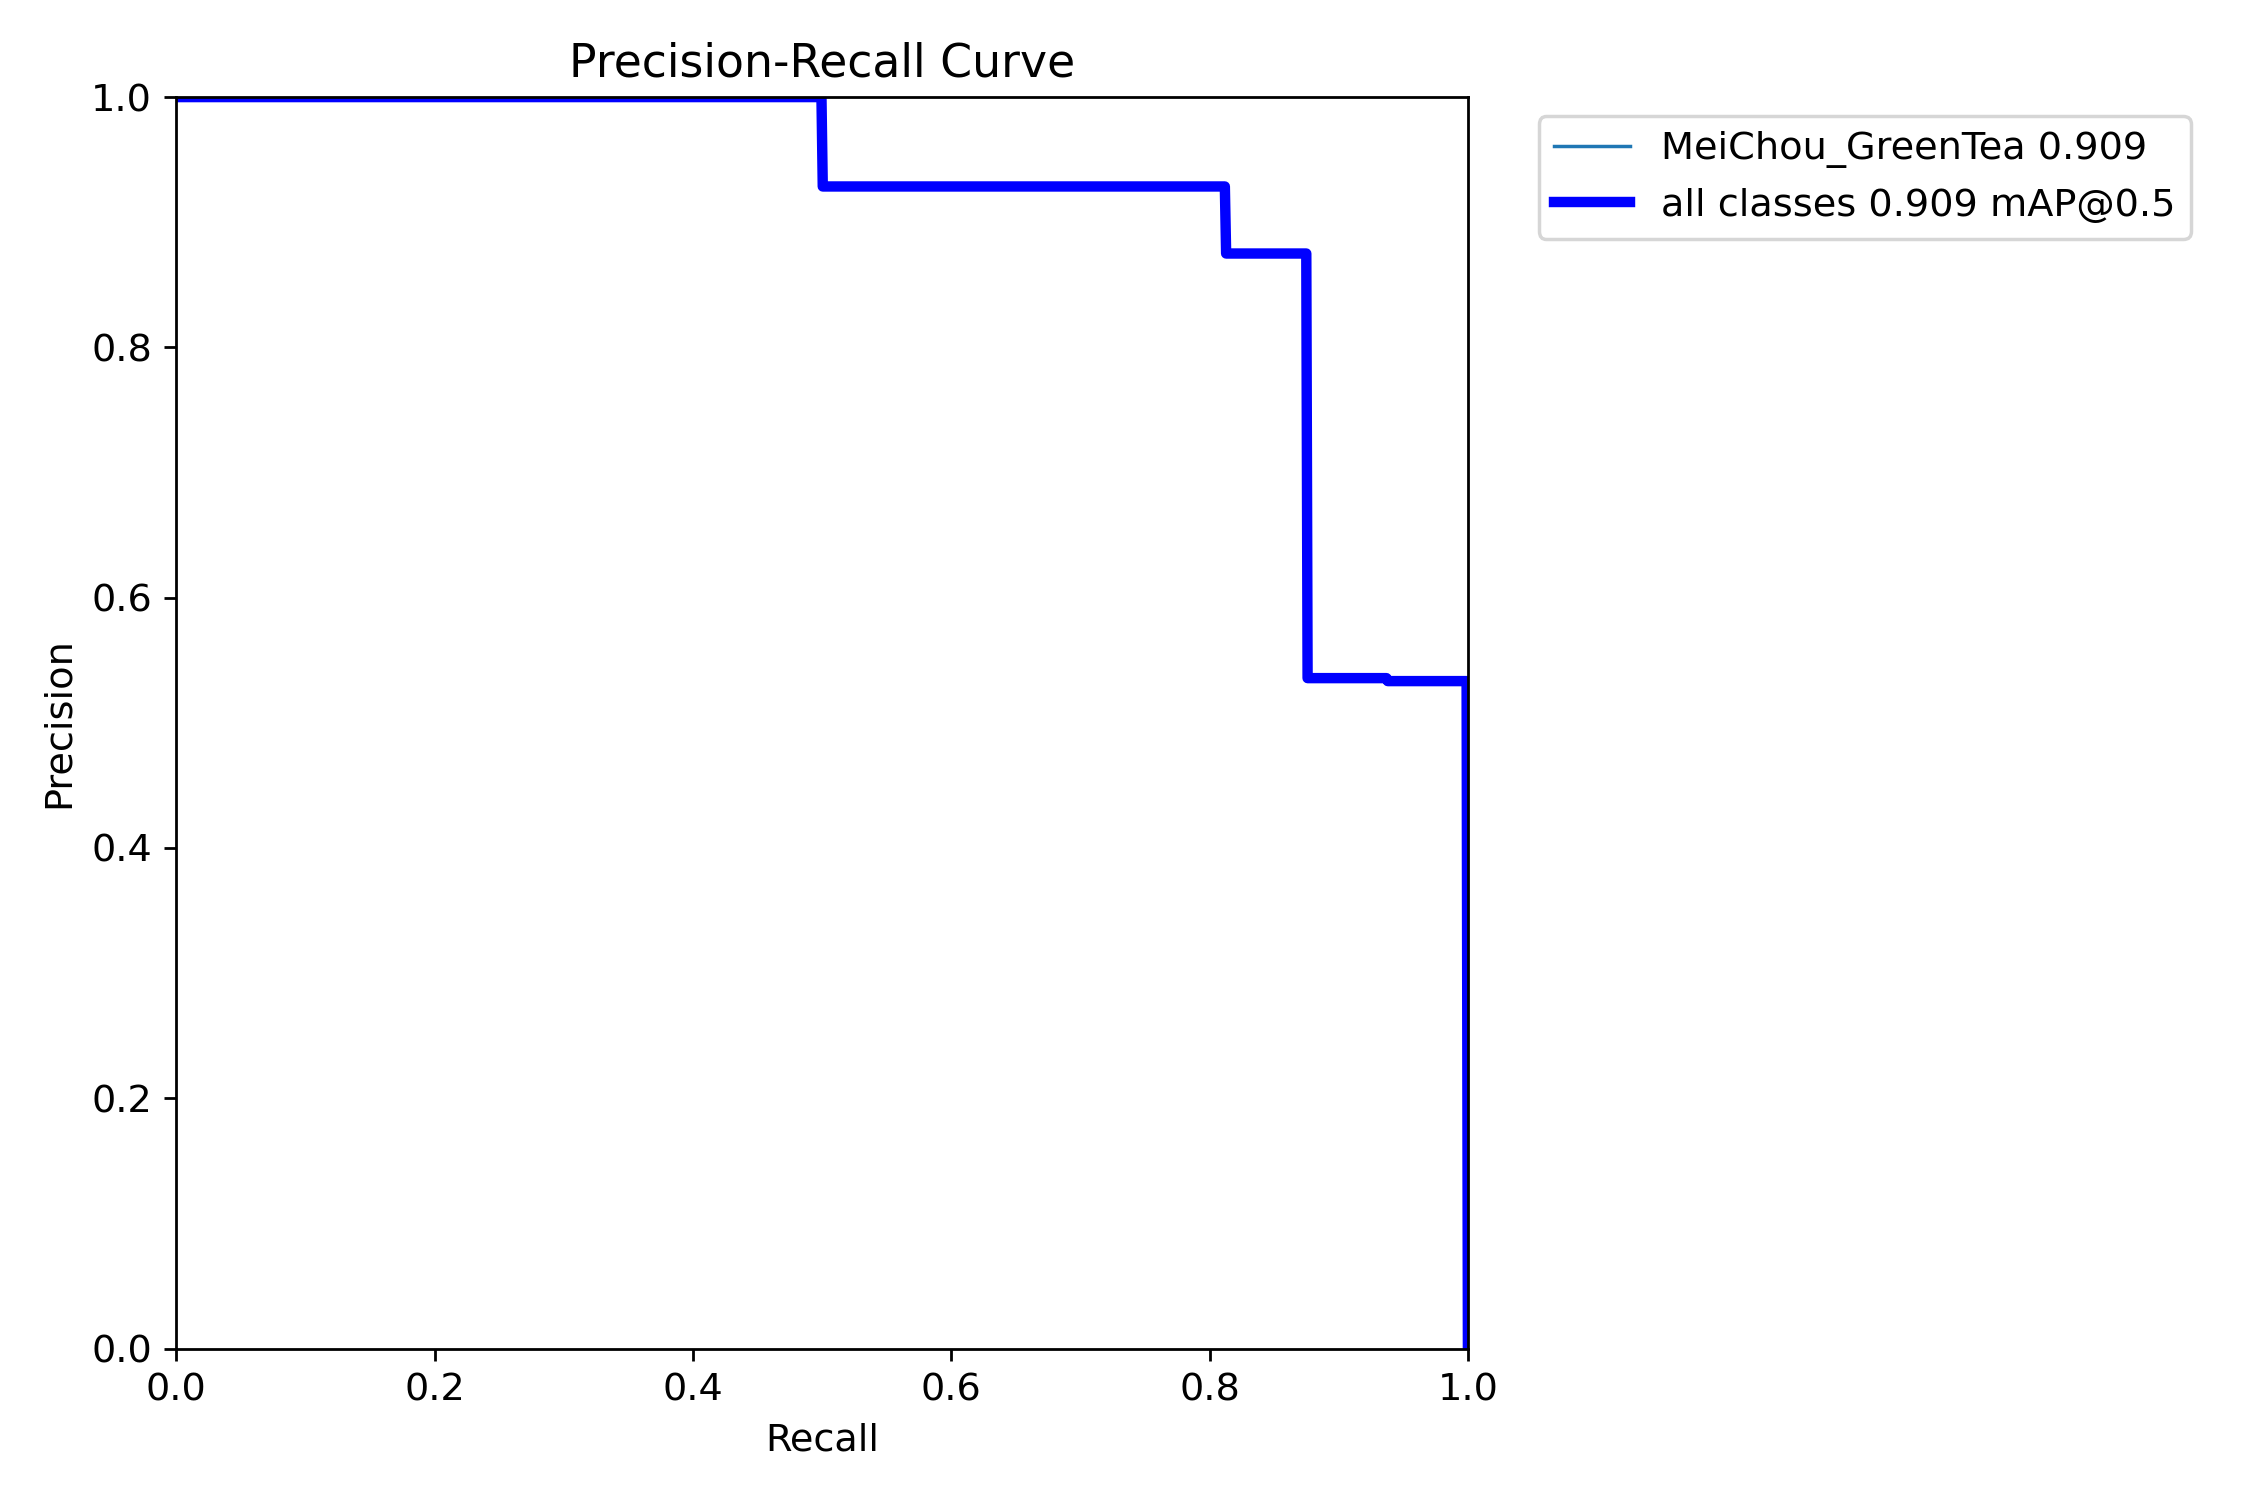 Precision-Recall Curve
1.0
0.8
0.6
0.4
0.2
0.0
Precision
0.0 0.2 0.4 0.6 0.8 1.0
Recall
MeiChou_GreenTea 0.909
all classes 0.909 mAP@0.5